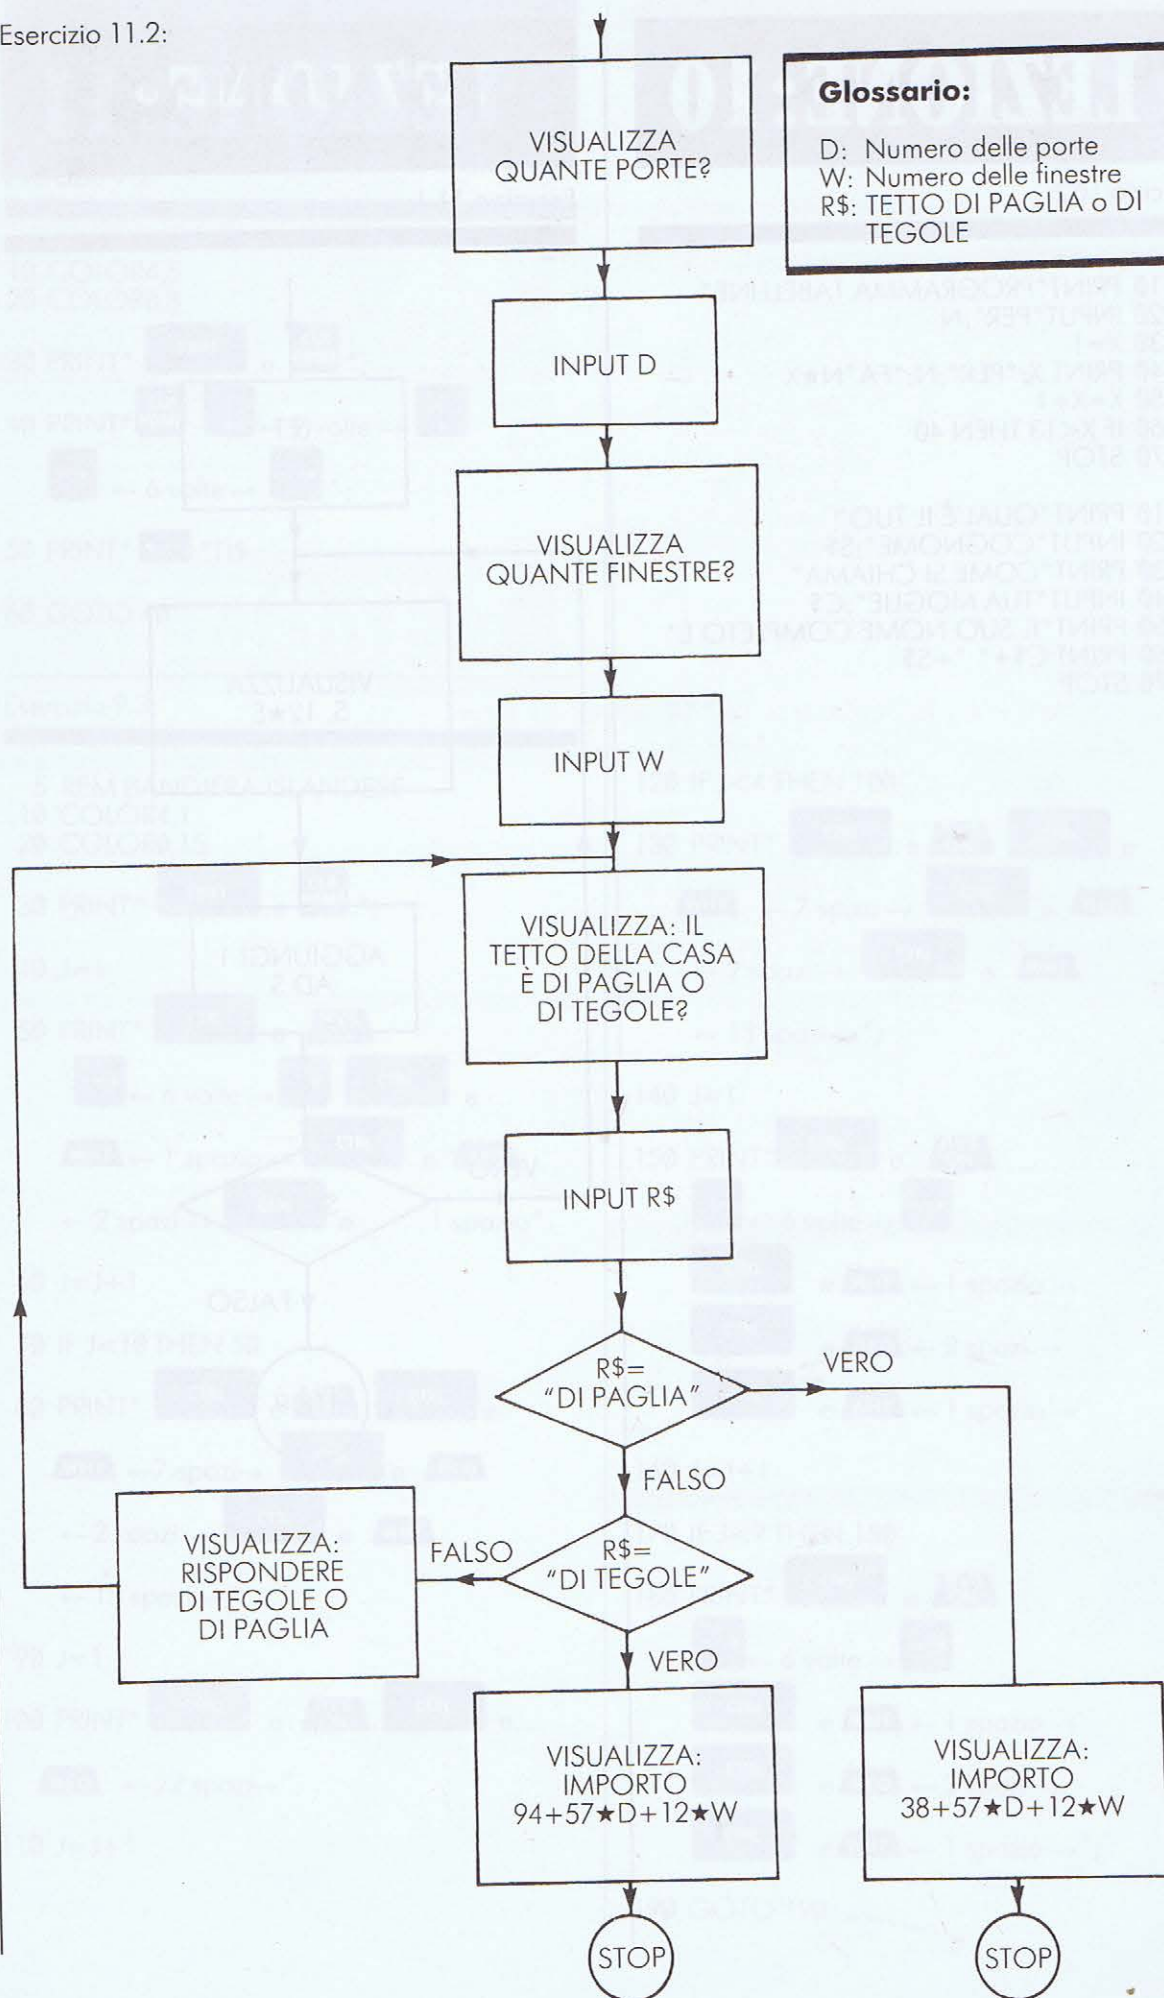 Esercizio 11.2:
VISUALIZZA
QUANTE PORTE?
Glossario:
D: Numero delle porte
W: Numero delle finestre
R$: TETTO DI PAGLIA o DI
TEGOLE
INPUT D
VISUALIZZA
QUANTE FINESTRE?
INPUT W
VISUALIZZA: IL
TETTO DELLA CASA
È DI PAGLIA O
DI TEGOLE?
INPUT R$
R$=
“DI PAGLIA”
VERO
FALSO
R$=
“DI TEGOLE”
FALSO
VISUALIZZA:
RISPONDERE
DI TEGOLE O
DI PAGLIA
VERO
VISUALIZZA:
IMPORTO
94+57★D+12★W
VISUALIZZA:
IMPORTO
38+57★D+12★W
STOP
STOP